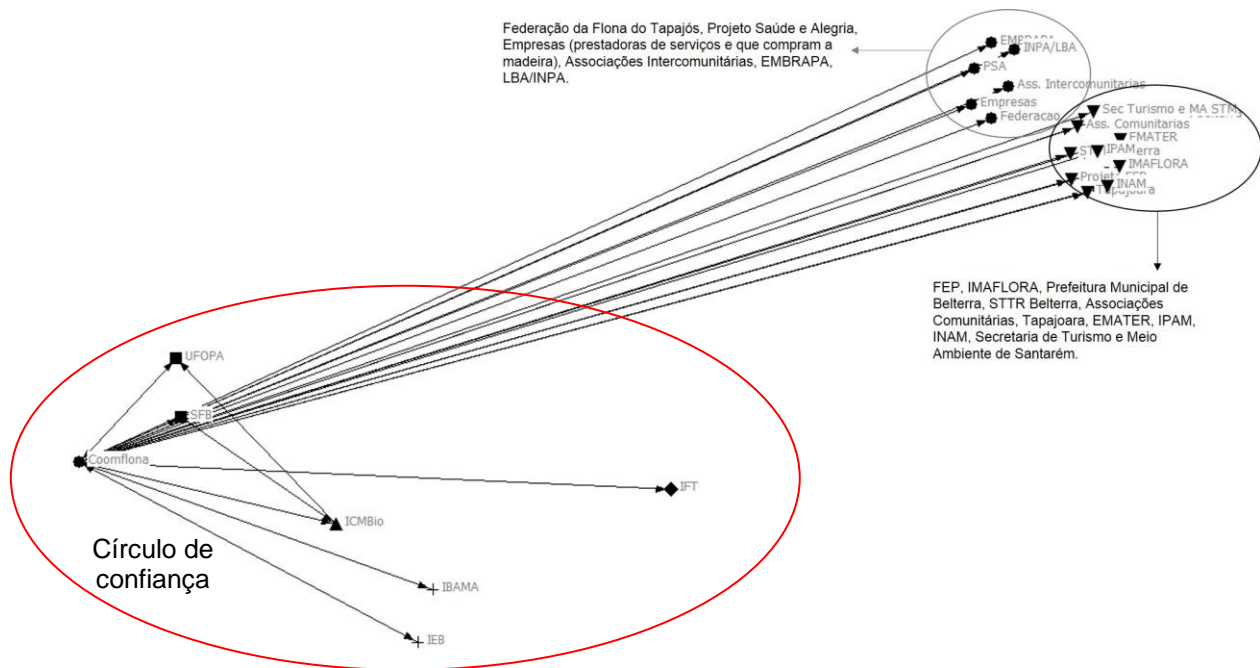 Federação da Flona do Tapajós, Projeto Saúde e Alegria,
Empresas (prestadoras de serviços e que compram a
madeira), Associações Intercomunitárias, EMBRAPA,
LBA/INPA.
EMBRAPA
INPA/LBA
PSA
Ass. Intercomunitarias
Empresas
Federacao
Sec Turismo e MA STM
Ass. Comunitarias
EMATER
IPAM
IMAFLORA
INAM
Tapajoara
FEP, IMAFLORA, Prefeitura Municipal de
Belterra, STTR Belterra, Associações
Comunitárias, Tapajoara, EMATER, IPAM,
INAM, Secretaria de Turismo e Meio
Ambiente de Santarém.
UFOPA
SFB
Coomflona
IFT
ICMBio
Círculo de
confiança
IBAMA
IEB